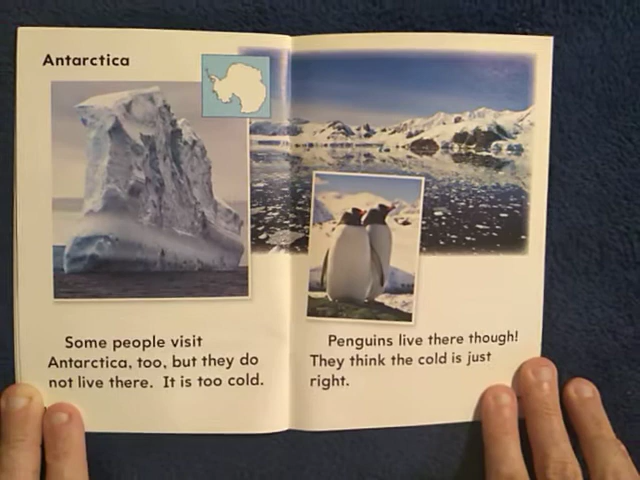 Antarctica
Some people visit
Antarctica, too, but they do
not live there. It is too cold.
Penguins live there though!
They think the cold is just
right.